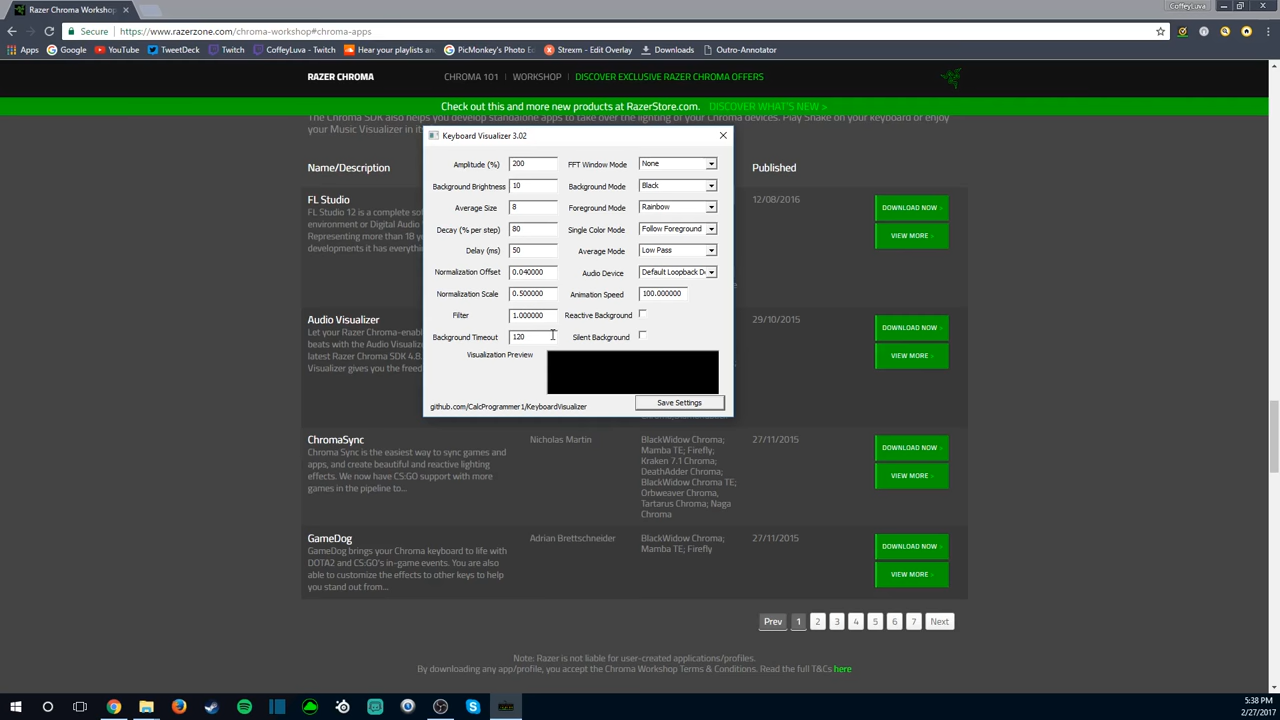 Razer Chroma Workshop
CoffeyLuva
Secure
https://www.razerzone.com/chroma-workshop#chroma-apps
Apps
Google
YouTube
TweetDeck
Twitch
CoffeyLuva - Twitch
Hear your playlists and
PicMonkey's Photo Ed
Strexm - Edit Overlay
Downloads
Outro-Annotator
RAZER CHROMA
CHROMA 101
WORKSHOP
DISCOVER EXCLUSIVE RAZER CHROMA OFFERS
Check out this and more new products at RazerStore.com. DISCOVER WHAT'S NEW >
The Chroma SDK also helps you develop standalone apps to take over the lighting of your Chroma devices. Play Snake on your keyboard or enjoy
your Music Visualizer in
Name/Description
Published
FL Studio
FL Studio 12 is a complete so
environment or Digital Audio
Representing more than 18 y
developments it has everythin
12/08/2016
DOWNLOAD NOW >
VIEW MORE >
Audio Visualizer
Let your Razer Chroma-enabl
beats with the Audio Visualiz
latest Razer Chroma SDK 4.8.
Visualizer gives you the freed
29/10/2015
DOWNLOAD NOW >
VIEW MORE >
Keyboard Visualizer 3.02
Amplitude (%)
200
FFT Window Mode
None
Background Brightness
10
Background Mode
Black
Average Size
8
Foreground Mode
Rainbow
Decay (% per step)
80
Single Color Mode
Follow Foreground
Delay (ms)
50
Average Mode
Low Pass
Normalization Offset
0.040000
Audio Device
Default Loopback De
Normalization Scale
0.500000
Animation Speed
100.000000
Filter
1.000000
Reactive Background
Background Timeout
120
Silent Background
Visualization Preview
github.com/CalcProgrammer1/KeyboardVisualizer
Save Settings
ChromaSync
Chroma Sync is the easiest way to sync games and
apps, and create beautiful and reactive lighting
effects. We now have CS:GO support with more
games in the pipeline to...
Nicholas Martin
BlackWidow Chroma;
Mamba TE; Firefly;
Kraken 7.1 Chroma;
DeathAdder Chroma;
BlackWidow Chroma TE;
Orbweaver Chroma,
Tartarus Chroma; Naga
Chroma
27/11/2015
DOWNLOAD NOW >
VIEW MORE >
GameDog
GameDog brings your Chroma keyboard to life with
DOTA2 and CS:GO's in-game events. You are also
able to customize the effects to other keys to help
you stand out from...
Adrian Brettschneider
BlackWidow Chroma;
Mamba TE; Firefly
27/11/2015
DOWNLOAD NOW >
VIEW MORE >
Prev 1 2 3 4 5 6 7 Next
Note: Razer is not liable for user-created applications/profiles.
By downloading any app/profile, you accept the Chroma Workshop Terms & Conditions. Read the full T&Cs here
5:38 PM
2/27/2017